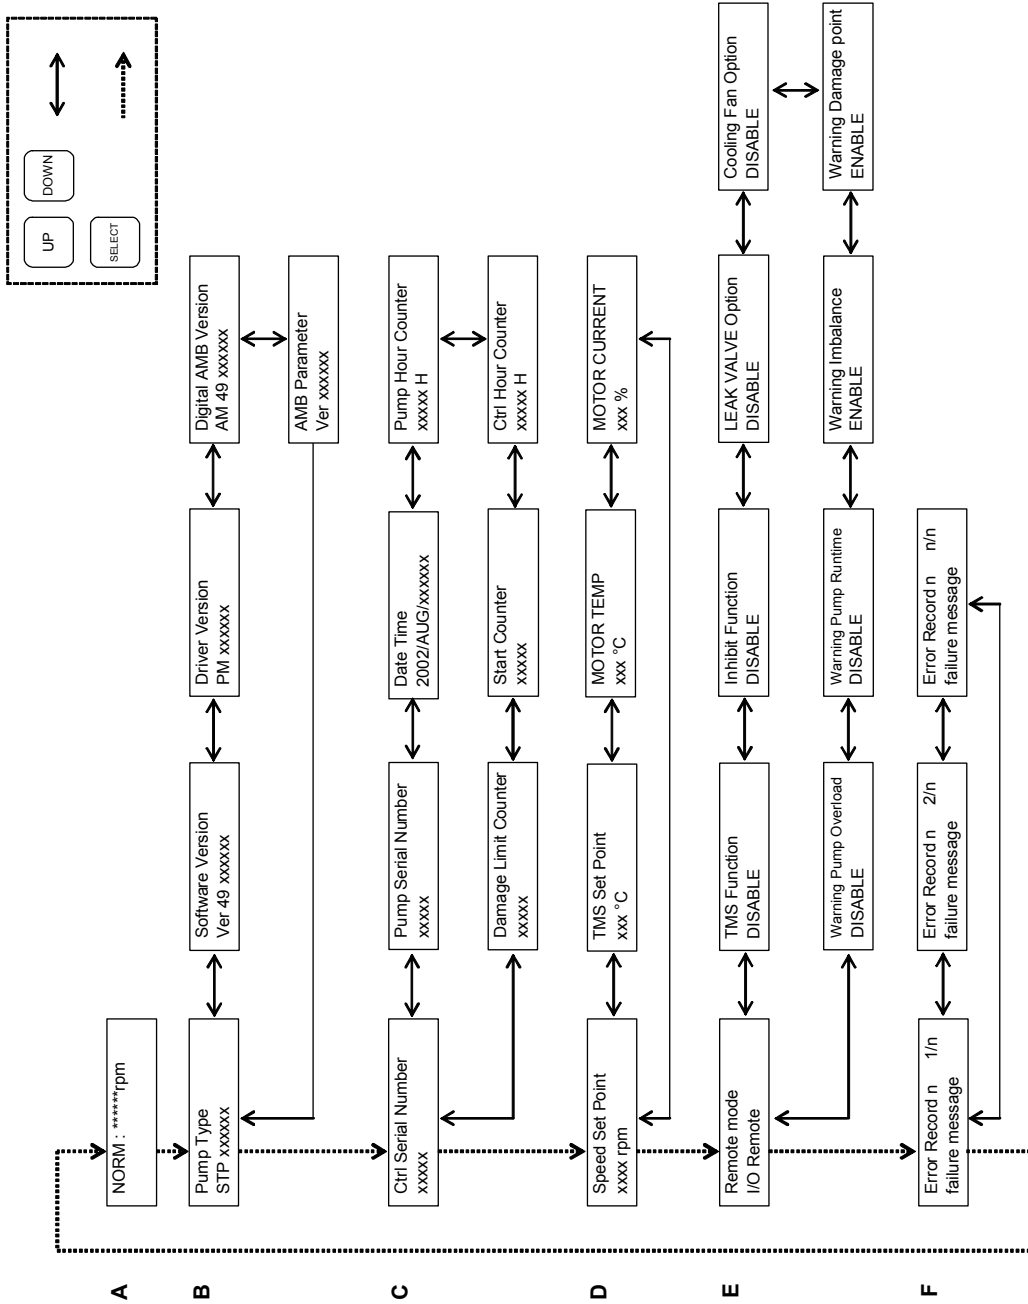 UP
DOWN
SELECT
A
NORM : ******rpm
B
Pump Type
STP xxxxxx
Software Version
Ver 49 xxxxxx
Driver Version
PM xxxxxx
Digital AMB Version
AM 49 xxxxxx
AMB Parameter
Ver xxxxxx
C
Ctrl Serial Number
xxxxx
Pump Serial Number
xxxxx
Date Time
2002/AUG/xxxxxx
Pump Hour Counter
xxxxx H
Damage Limit Counter
xxxxx
Start Counter
xxxxx
Ctrl Hour Counter
xxxxx H
D
Speed Set Point
xxxx rpm
TMS Set Point
xxx °C
MOTOR TEMP
xxx °C
MOTOR CURRENT
xxx %
E
Remote mode
I/O Remote
TMS Function
DISABLE
Inhibit Function
DISABLE
LEAK VALVE Option
DISABLE
Cooling Fan Option
DISABLE
Warning Pump Overload
DISABLE
Warning Pump Runtime
DISABLE
Warning Imbalance
ENABLE
Warning Damage point
ENABLE
F
Error Record n 1/n
failure message
Error Record n 2/n
failure message
Error Record n n/n
failure message